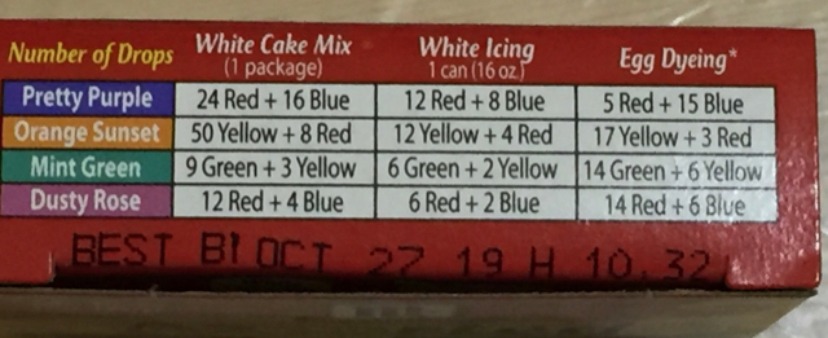 Number of Drops White Cake Mix (1 package) White Icing 1 can (16 oz.) Egg Dyeing*
Pretty Purple 24 Red + 16 Blue 12 Red + 8 Blue 5 Red + 15 Blue
Orange Sunset 50 Yellow + 8 Red 12 Yellow + 4 Red 17 Yellow + 3 Red
Mint Green 9 Green + 3 Yellow 6 Green + 2 Yellow 14 Green + 6 Yellow
Dusty Rose 12 Red + 4 Blue 6 Red + 2 Blue 14 Red + 6 Blue
BEST BY OCT 27 19 H 10.32